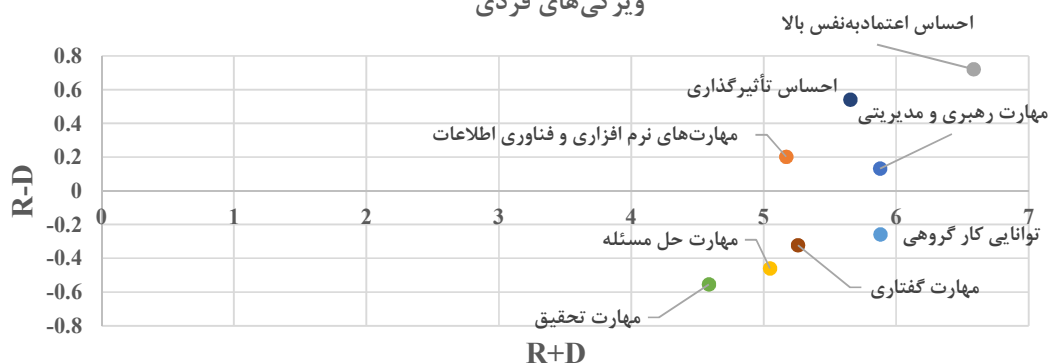 ویژگی‌های فردی
احساس اعتمادبه‌نفس بالا
0.8
احساس تأثیرگذاری
0.6
مهارت رهبری و مدیریتی
0.4
مهارت‌های نرم افزاری و فناوری اطلاعات
0.2
0
R-D
0 1 2 3 4 5 6 7
-0.2
توانایی کار گروهی
مهارت حل مسئله
-0.4
مهارت گفتاری
-0.6
مهارت تحقیق
-0.8
R+D